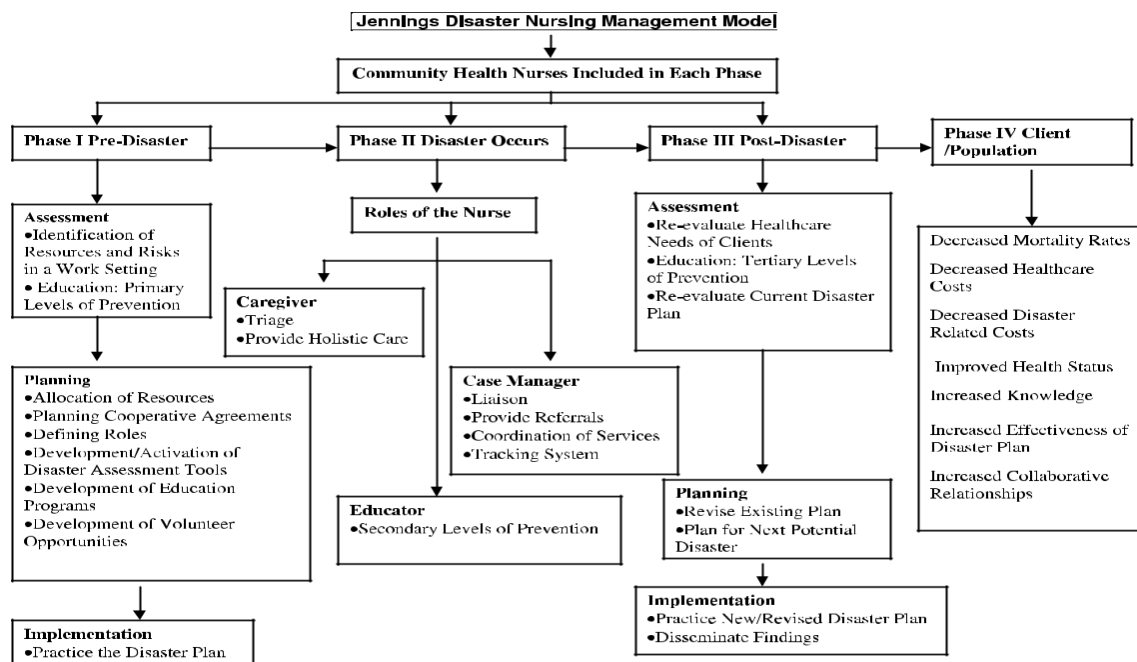 Jennings Disaster Nursing Management Model
Community Health Nurses Included in Each Phase
Phase I Pre-Disaster
Phase II Disaster Occurs
Phase III Post-Disaster
Phase IV Client
/Population
Assessment
•Identification of
Resources and Risks
in a Work Setting
• Education: Primary
Levels of Prevention
Planning
•Allocation of Resources
•Planning Cooperative Agreements
•Defining Roles
•Development/Activation of
Disaster Assessment Tools
•Development of Education
Programs
•Development of Volunteer
Opportunities
Implementation
•Practice the Disaster Plan
Roles of the Nurse
Caregiver
•Triage
•Provide Holistic Care
Case Manager
•Liaison
•Provide Referrals
•Coordination of Services
•Tracking System
Educator
•Secondary Levels of Prevention
Assessment
•Re-evaluate Healthcare
Needs of Clients
•Education: Tertiary Levels
of Prevention
•Re-evaluate Current Disaster
Plan
Planning
•Revise Existing Plan
•Plan for Next Potential
Disaster
Implementation
•Practice New/Revised Disaster Plan
•Disseminate Findings
Decreased Mortality Rates
Decreased Healthcare
Costs
Decreased Disaster
Related Costs
Improved Health Status
Increased Knowledge
Increased Effectiveness of
Disaster Plan
Increased Collaborative
Relationships